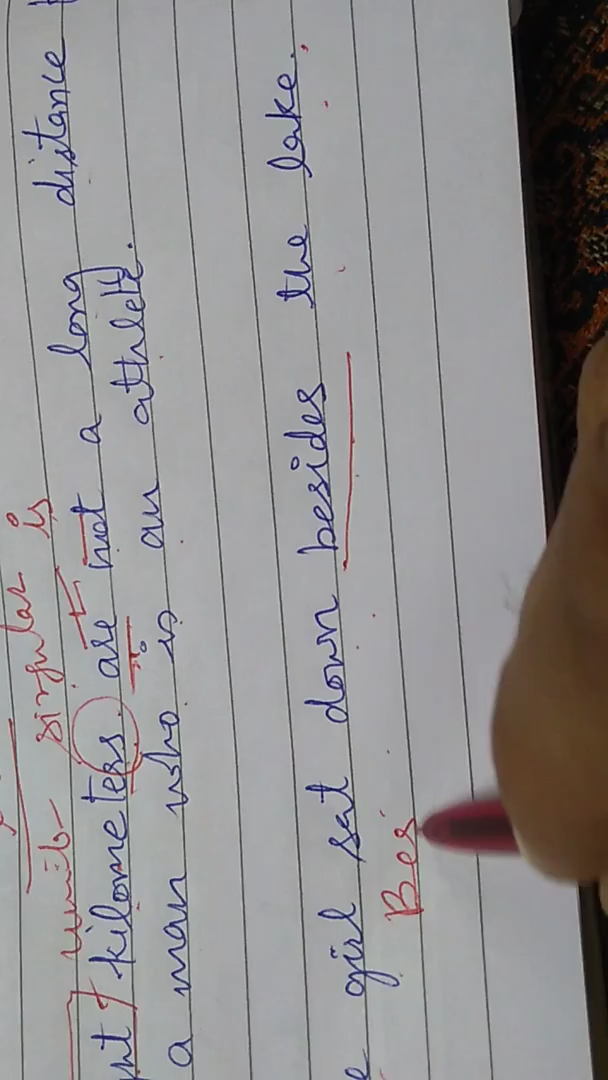 unit - singular is
kilometers are not a long distance
a man who is an athlete.
girl sat down besides the lake.
Bes